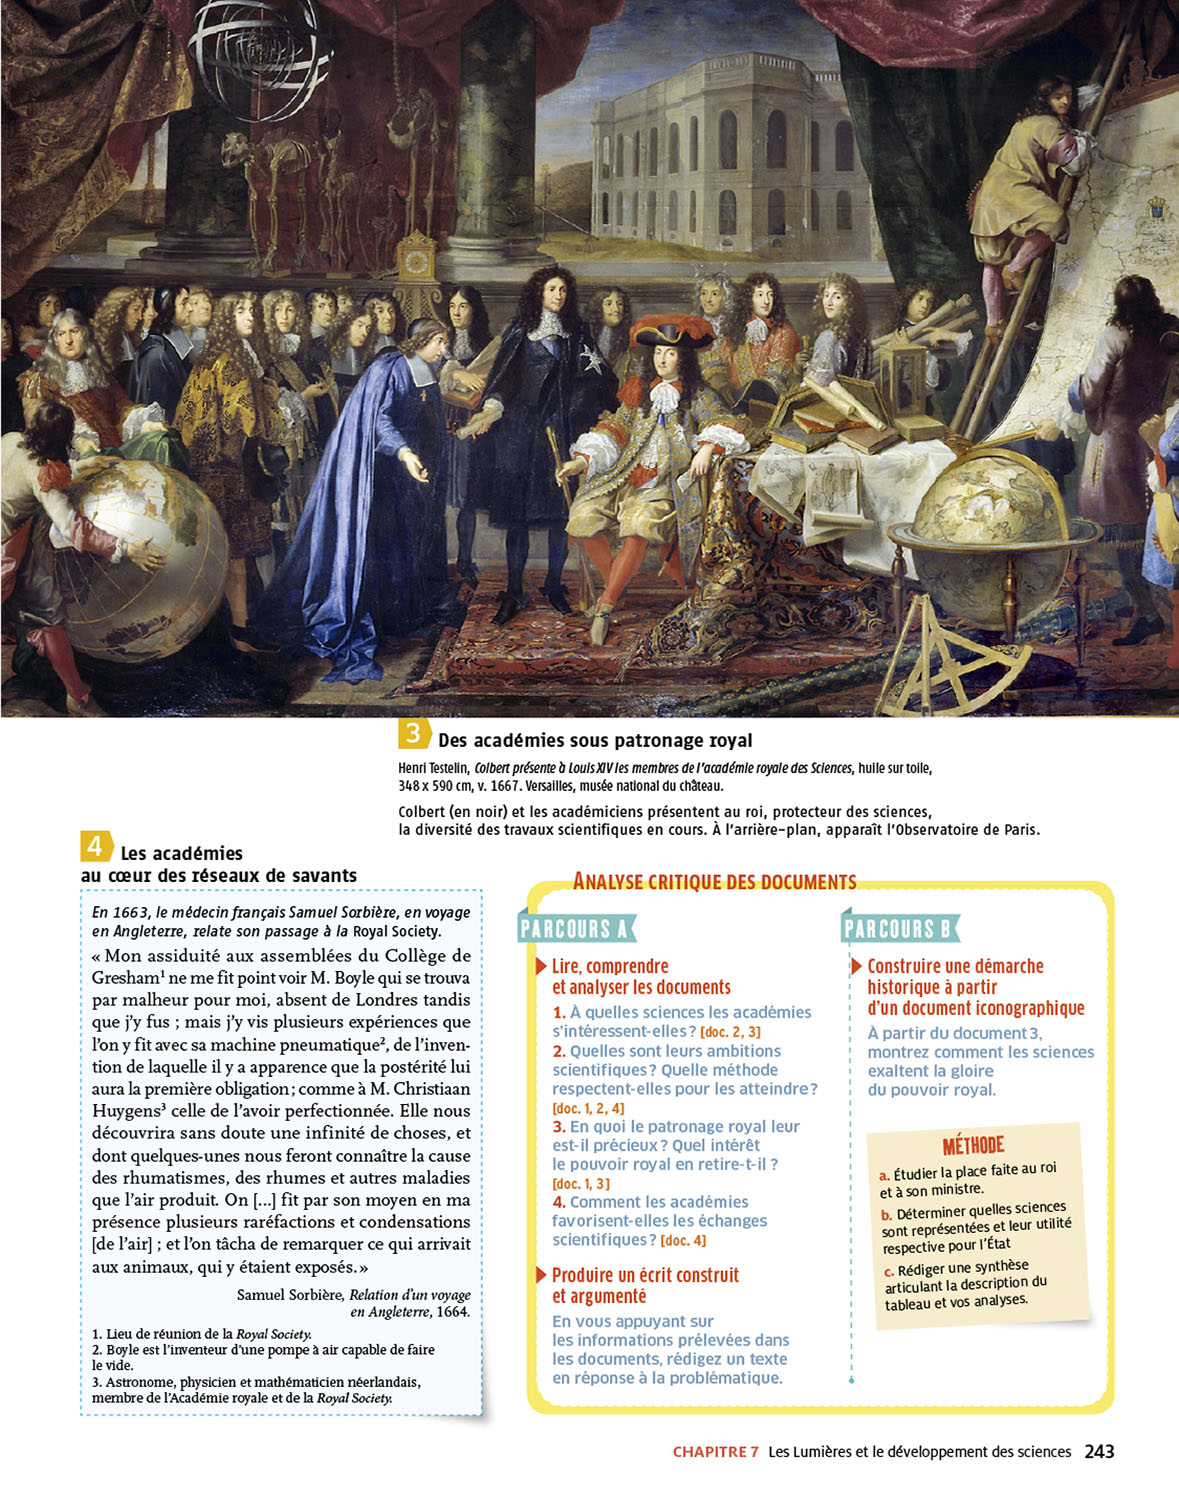 3 Des académies sous patronage royal
Henri Testelin, Colbert présente à Louis XIV les membres de l'académie royale des Sciences, huile sur toile,
348 x 590 cm, v. 1667. Versailles, musée national du château.
Colbert (en noir) et les académiciens présentent au roi, protecteur des sciences,
la diversité des travaux scientifiques en cours. À l'arrière-plan, apparaît l'Observatoire de Paris.
4 Les académies
au cœur des réseaux de savants
En 1663, le médecin français Samuel Sorbière, en voyage
en Angleterre, relate son passage à la Royal Society.
« Mon assiduité aux assemblées du Collège de
Gresham¹ ne me fit point voir M. Boyle qui se trouva
par malheur pour moi, absent de Londres tandis
que j'y fus ; mais j'y vis plusieurs expériences que
l'on y fit avec sa machine pneumatique², de l'inven-
tion de laquelle il y a apparence que la postérité lui
aura la première obligation ; comme à M. Christiaan
Huygens³ celle de l'avoir perfectionnée. Elle nous
découvrira sans doute une infinité de choses, et
dont quelques-unes nous feront connaître la cause
des rhumatismes, des rhumes et autres maladies
que l'air produit. On [...] fit par son moyen en ma
présence plusieurs raréfactions et condensations
[de l'air] ; et l'on tâcha de remarquer ce qui arrivait
aux animaux, qui y étaient exposés. »
Samuel Sorbière, Relation d'un voyage
en Angleterre, 1664.
1. Lieu de réunion de la Royal Society.
2. Boyle est l'inventeur d'une pompe à air capable de faire
le vide.
3. Astronome, physicien et mathématicien néerlandais,
membre de l'Académie royale et de la Royal Society.
ANALYSE CRITIQUE DES DOCUMENTS
PARCOURS A
Lire, comprendre
et analyser les documents
1. À quelles sciences les académies
s'intéressent-elles ? [doc. 2, 3]
2. Quelles sont leurs ambitions
scientifiques ? Quelle méthode
respectent-elles pour les atteindre ?
[doc. 1, 2, 4]
3. En quoi le patronage royal leur
est-il précieux ? Quel intérêt
le pouvoir royal en retire-t-il ?
[doc. 1, 3]
4. Comment les académies
favorisent-elles les échanges
scientifiques ? [doc. 4]
Produire un écrit construit
et argumenté
En vous appuyant sur
les informations prélevées dans
les documents, rédigez un texte
en réponse à la problématique.
PARCOURS B
Construire une démarche
historique à partir
d'un document iconographique
À partir du document 3,
montrez comment les sciences
exaltent la gloire
du pouvoir royal.
MÉTHODE
a. Étudier la place faite au roi
et à son ministre.
b. Déterminer quelles sciences
sont représentées et leur utilité
respective pour l'État
c. Rédiger une synthèse
articulant la description du
tableau et vos analyses.
CHAPITRE 7 Les Lumières et le développement des sciences 243